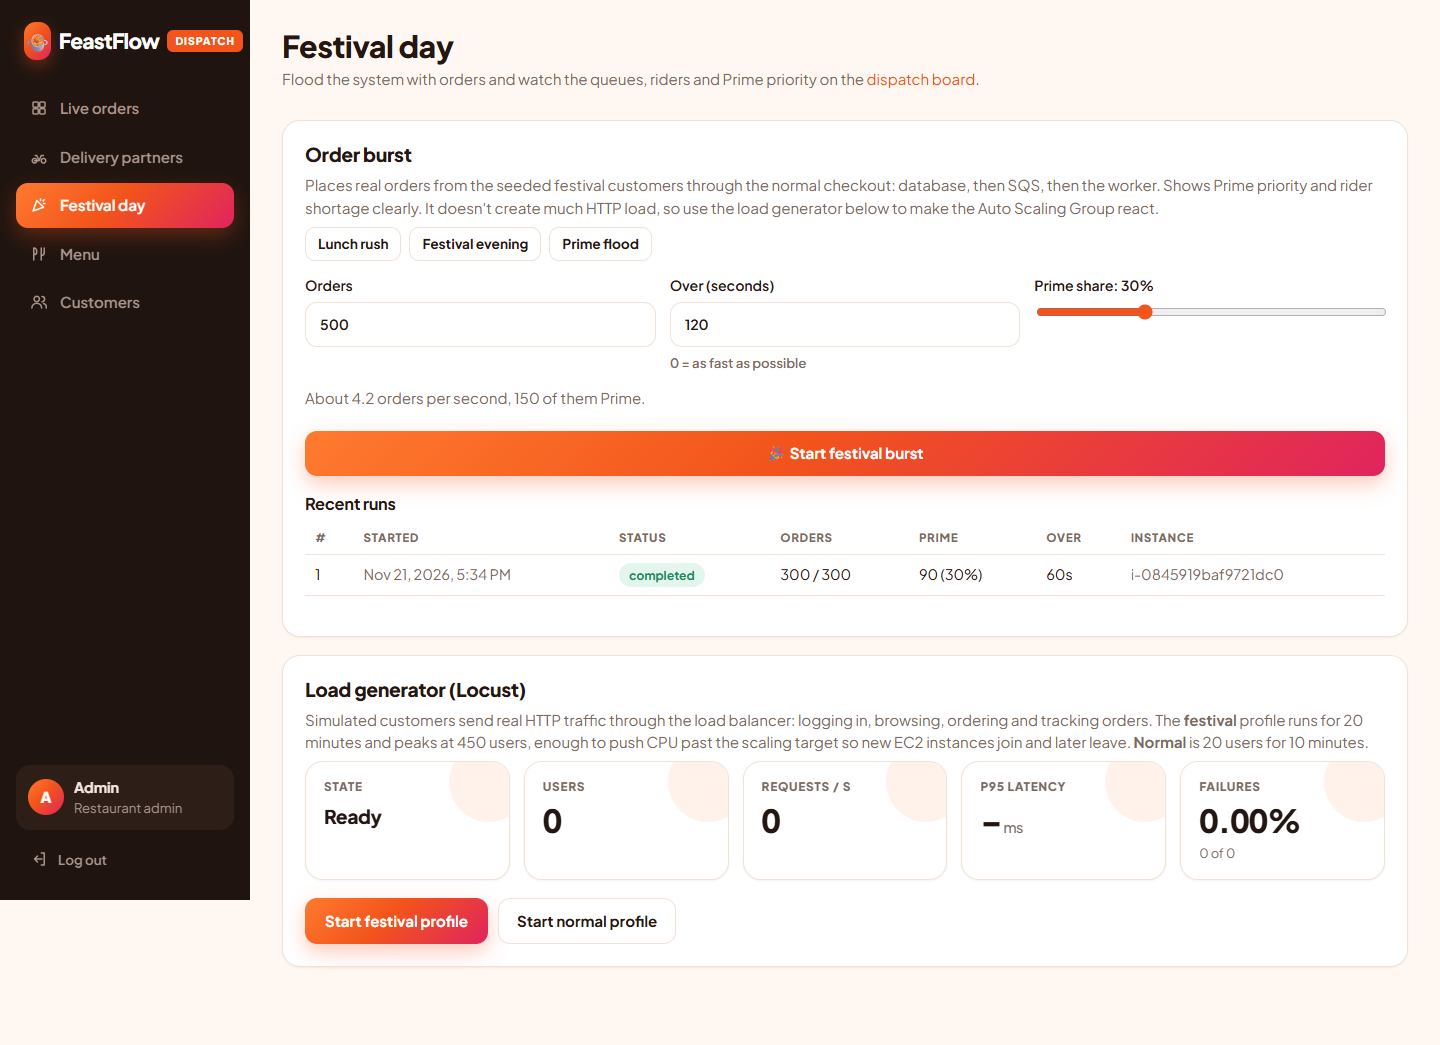 FeastFlow DISPATCH
Live orders
Delivery partners
Festival day
Menu
Customers
Admin
Restaurant admin
Log out
Festival day
Flood the system with orders and watch the queues, riders and Prime priority on the dispatch board.
Order burst
Places real orders from the seeded festival customers through the normal checkout: database, then SQS, then the worker. Shows Prime priority and rider
shortage clearly. It doesn't create much HTTP load, so use the load generator below to make the Auto Scaling Group react.
Lunch rush Festival evening Prime flood
Orders Over (seconds) Prime share: 30%
500 120
0 = as fast as possible
About 4.2 orders per second, 150 of them Prime.
🎉 Start festival burst
Recent runs
# STARTED STATUS ORDERS PRIME OVER INSTANCE
1 Nov 21, 2026, 5:34 PM completed 300 / 300 90 (30%) 60s i-0845919baf9721dc0
Load generator (Locust)
Simulated customers send real HTTP traffic through the load balancer: logging in, browsing, ordering and tracking orders. The festival profile runs for 20
minutes and peaks at 450 users, enough to push CPU past the scaling target so new EC2 instances join and later leave. Normal is 20 users for 10 minutes.
STATE USERS REQUESTS / S P95 LATENCY FAILURES
Ready 0 0 – ms 0.00%
0 of 0
Start festival profile Start normal profile